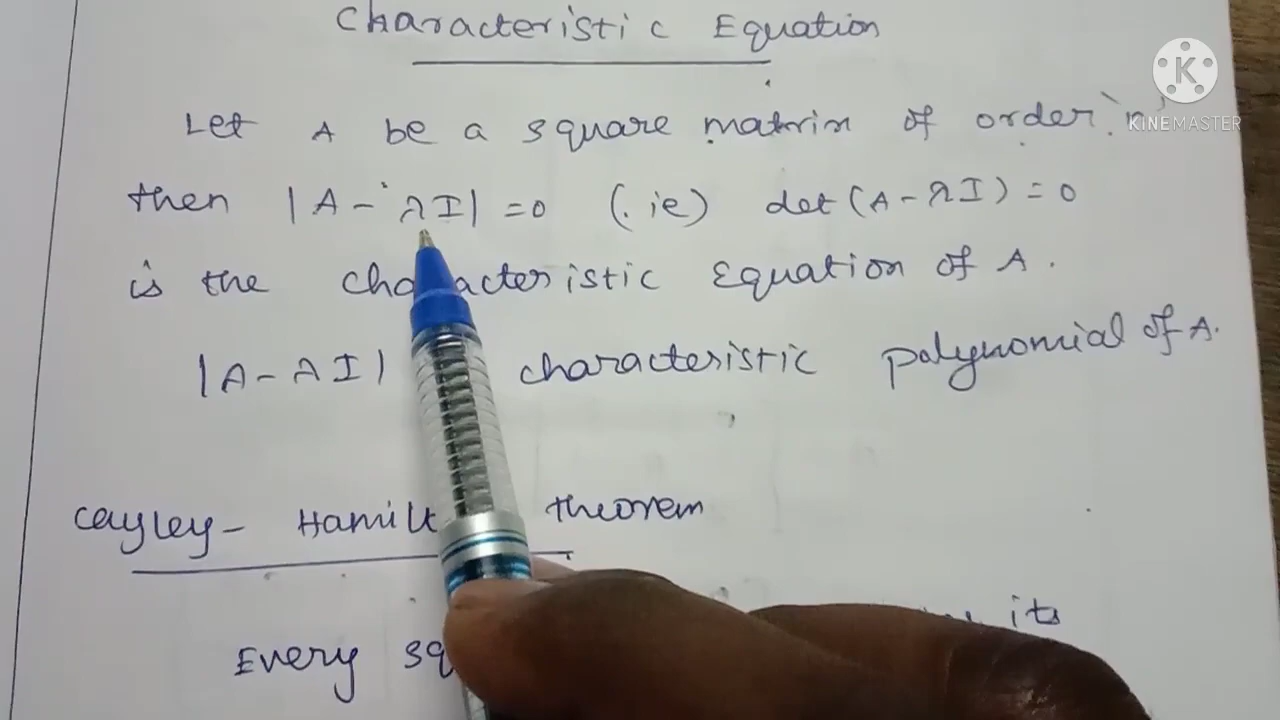 Characteristic Equation
K
KINEMASTER
Let A be a square matrix of order 'n'
then |A - λI| = 0 (.ie) det (A - λI) = 0
is the characteristic Equation of A.
|A - λI| characteristic polynomial of A.
Cayley - theorem
Every its